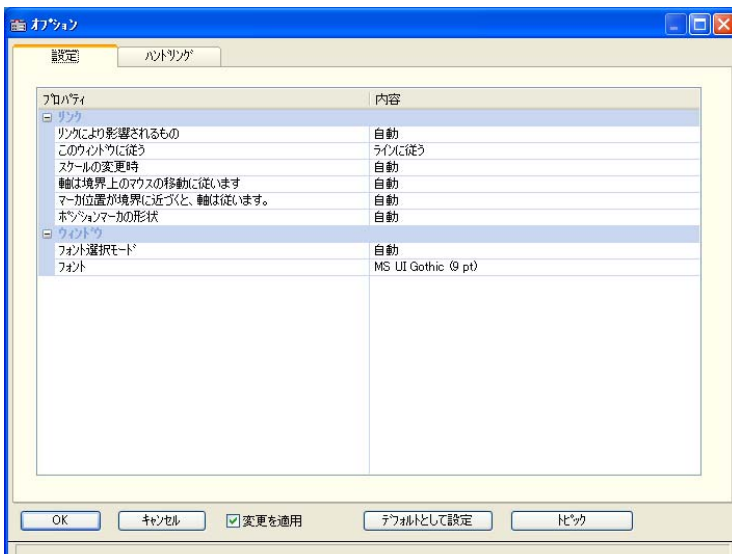 オプション
設定 ハンドリング
プロパティ 内容
リンク
リンクにより影響されるもの 自動
このウィンドウに従う ラインに従う
スケールの変更時 自動
軸は境界上のマウスの移動に従います 自動
マーカ位置が境界に近づくと、軸は従います。 自動
ポジションマーカの形状 自動
ウィンドウ
フォント選択モード 自動
フォント MS UI Gothic (9 pt)
OK キャンセル 変更を適用 デフォルトとして設定 トピック